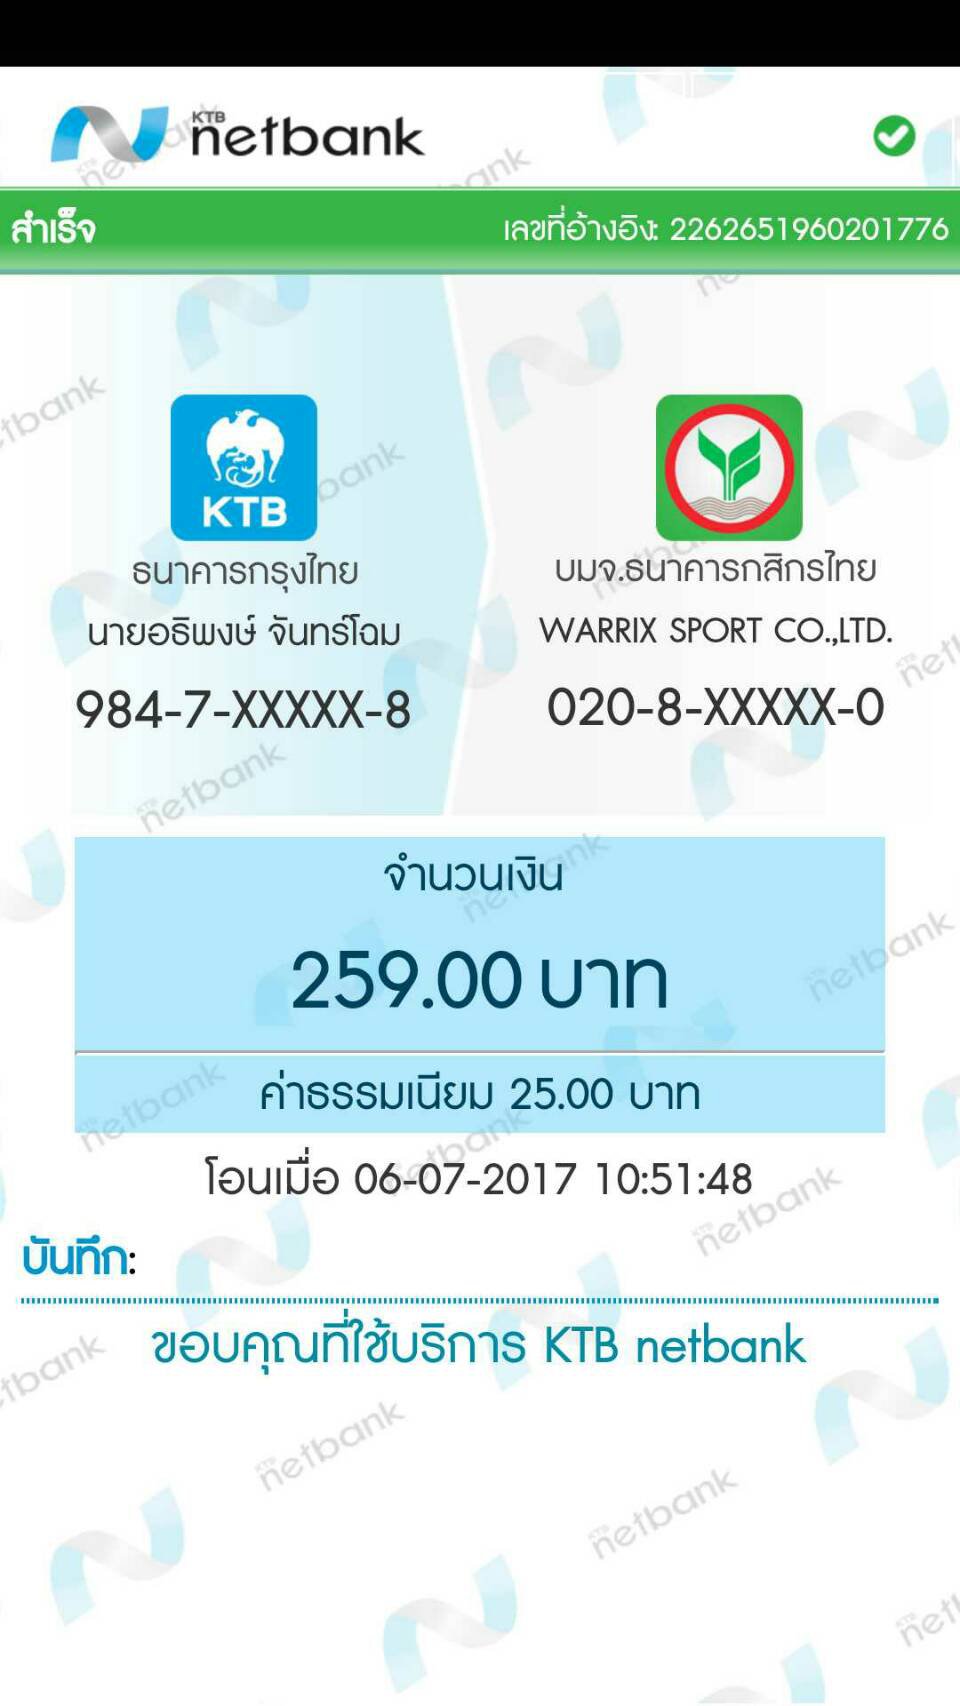 KTB
netbank
สำเร็จ
เลขที่อ้างอิง: 2262651960201776
KTB
ธนาคารกรุงไทย
นายอธิพงษ์ จันทร์โฉม
984-7-XXXXX-8
บมจ.ธนาคารกสิกรไทย
WARRIX SPORT CO.,LTD.
020-8-XXXXX-0
จำนวนเงิน
259.00 บาท
ค่าธรรมเนียม 25.00 บาท
โอนเมื่อ 06-07-2017 10:51:48
บันทึก:
ขอบคุณที่ใช้บริการ KTB netbank